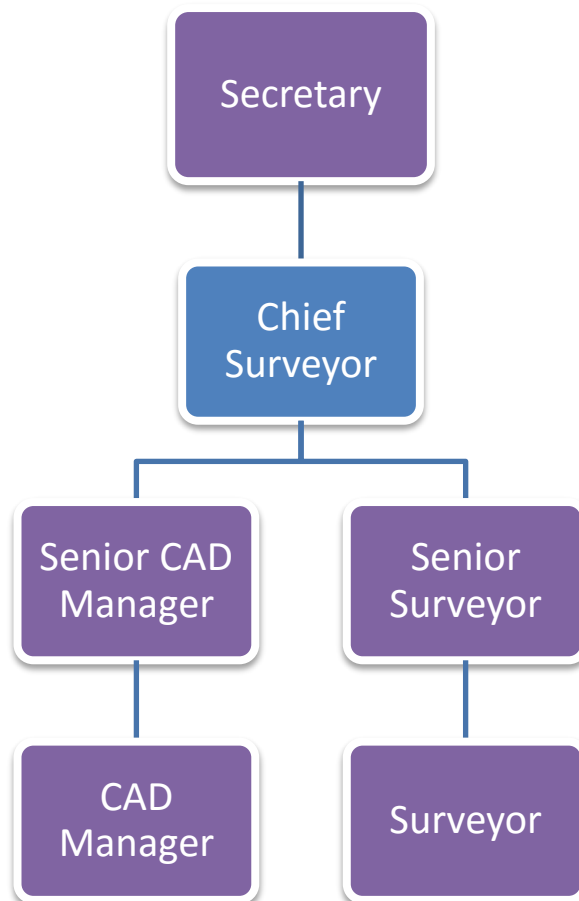 Secretary
Chief
Surveyor
Senior CAD
Manager
Senior
Surveyor
CAD
Manager
Surveyor